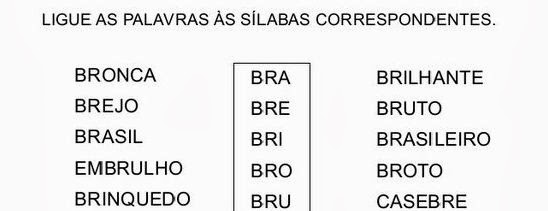 LIGUE AS PALAVRAS ÀS SÍLABAS CORRESPONDENTES.
BRONCA BRA BRILHANTE
BREJO BRE BRUTO
BRASIL BRI BRASILEIRO
EMBRULHO BRO BROTO
BRINQUEDO BRU CASEBRE